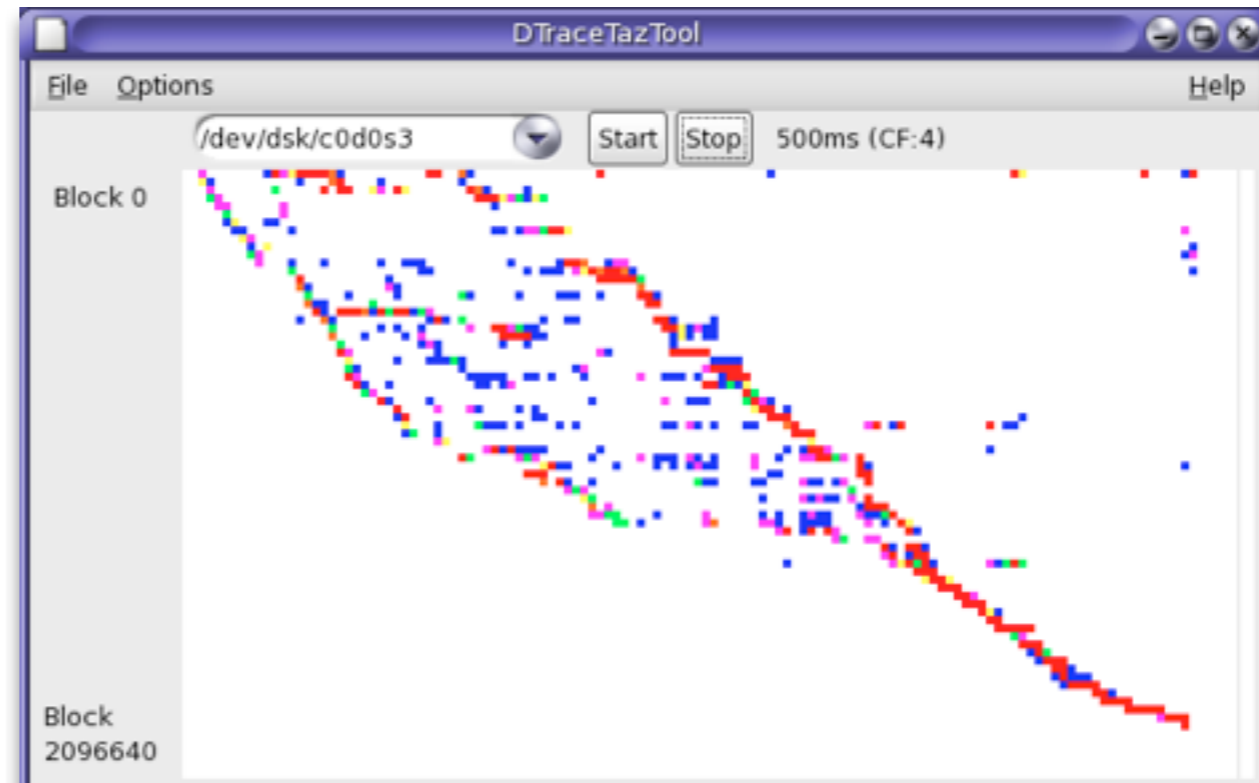 DTraceTazTool
File Options Help
/dev/dsk/c0d0s3 Start Stop 500ms (CF:4)
Block 0
Block
2096640